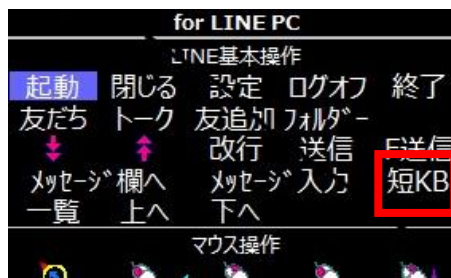 for LINE PC
LINE基本操作
起動 閉じる 設定 ログオフ 終了
友だち トーク 友追加 フォルダー
改行 送信 F送信
メッセージ欄へ メッセージ入力 短KB
一覧 上へ 下へ
マウス操作